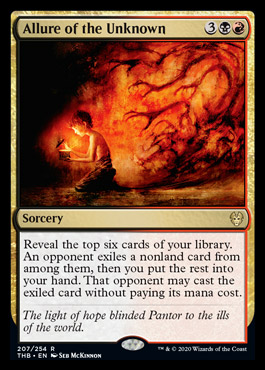 Allure of the Unknown 3
Sorcery
Reveal the top six cards of your library.
An opponent exiles a nonland card from
among them, then you put the rest into
your hand. That opponent may cast the
exiled card without paying its mana cost.
The light of hope blinded Pantor to the ills
of the world.
207/254 R
THB • EN Seb McKinnon
™ & © 2020 Wizards of the Coast